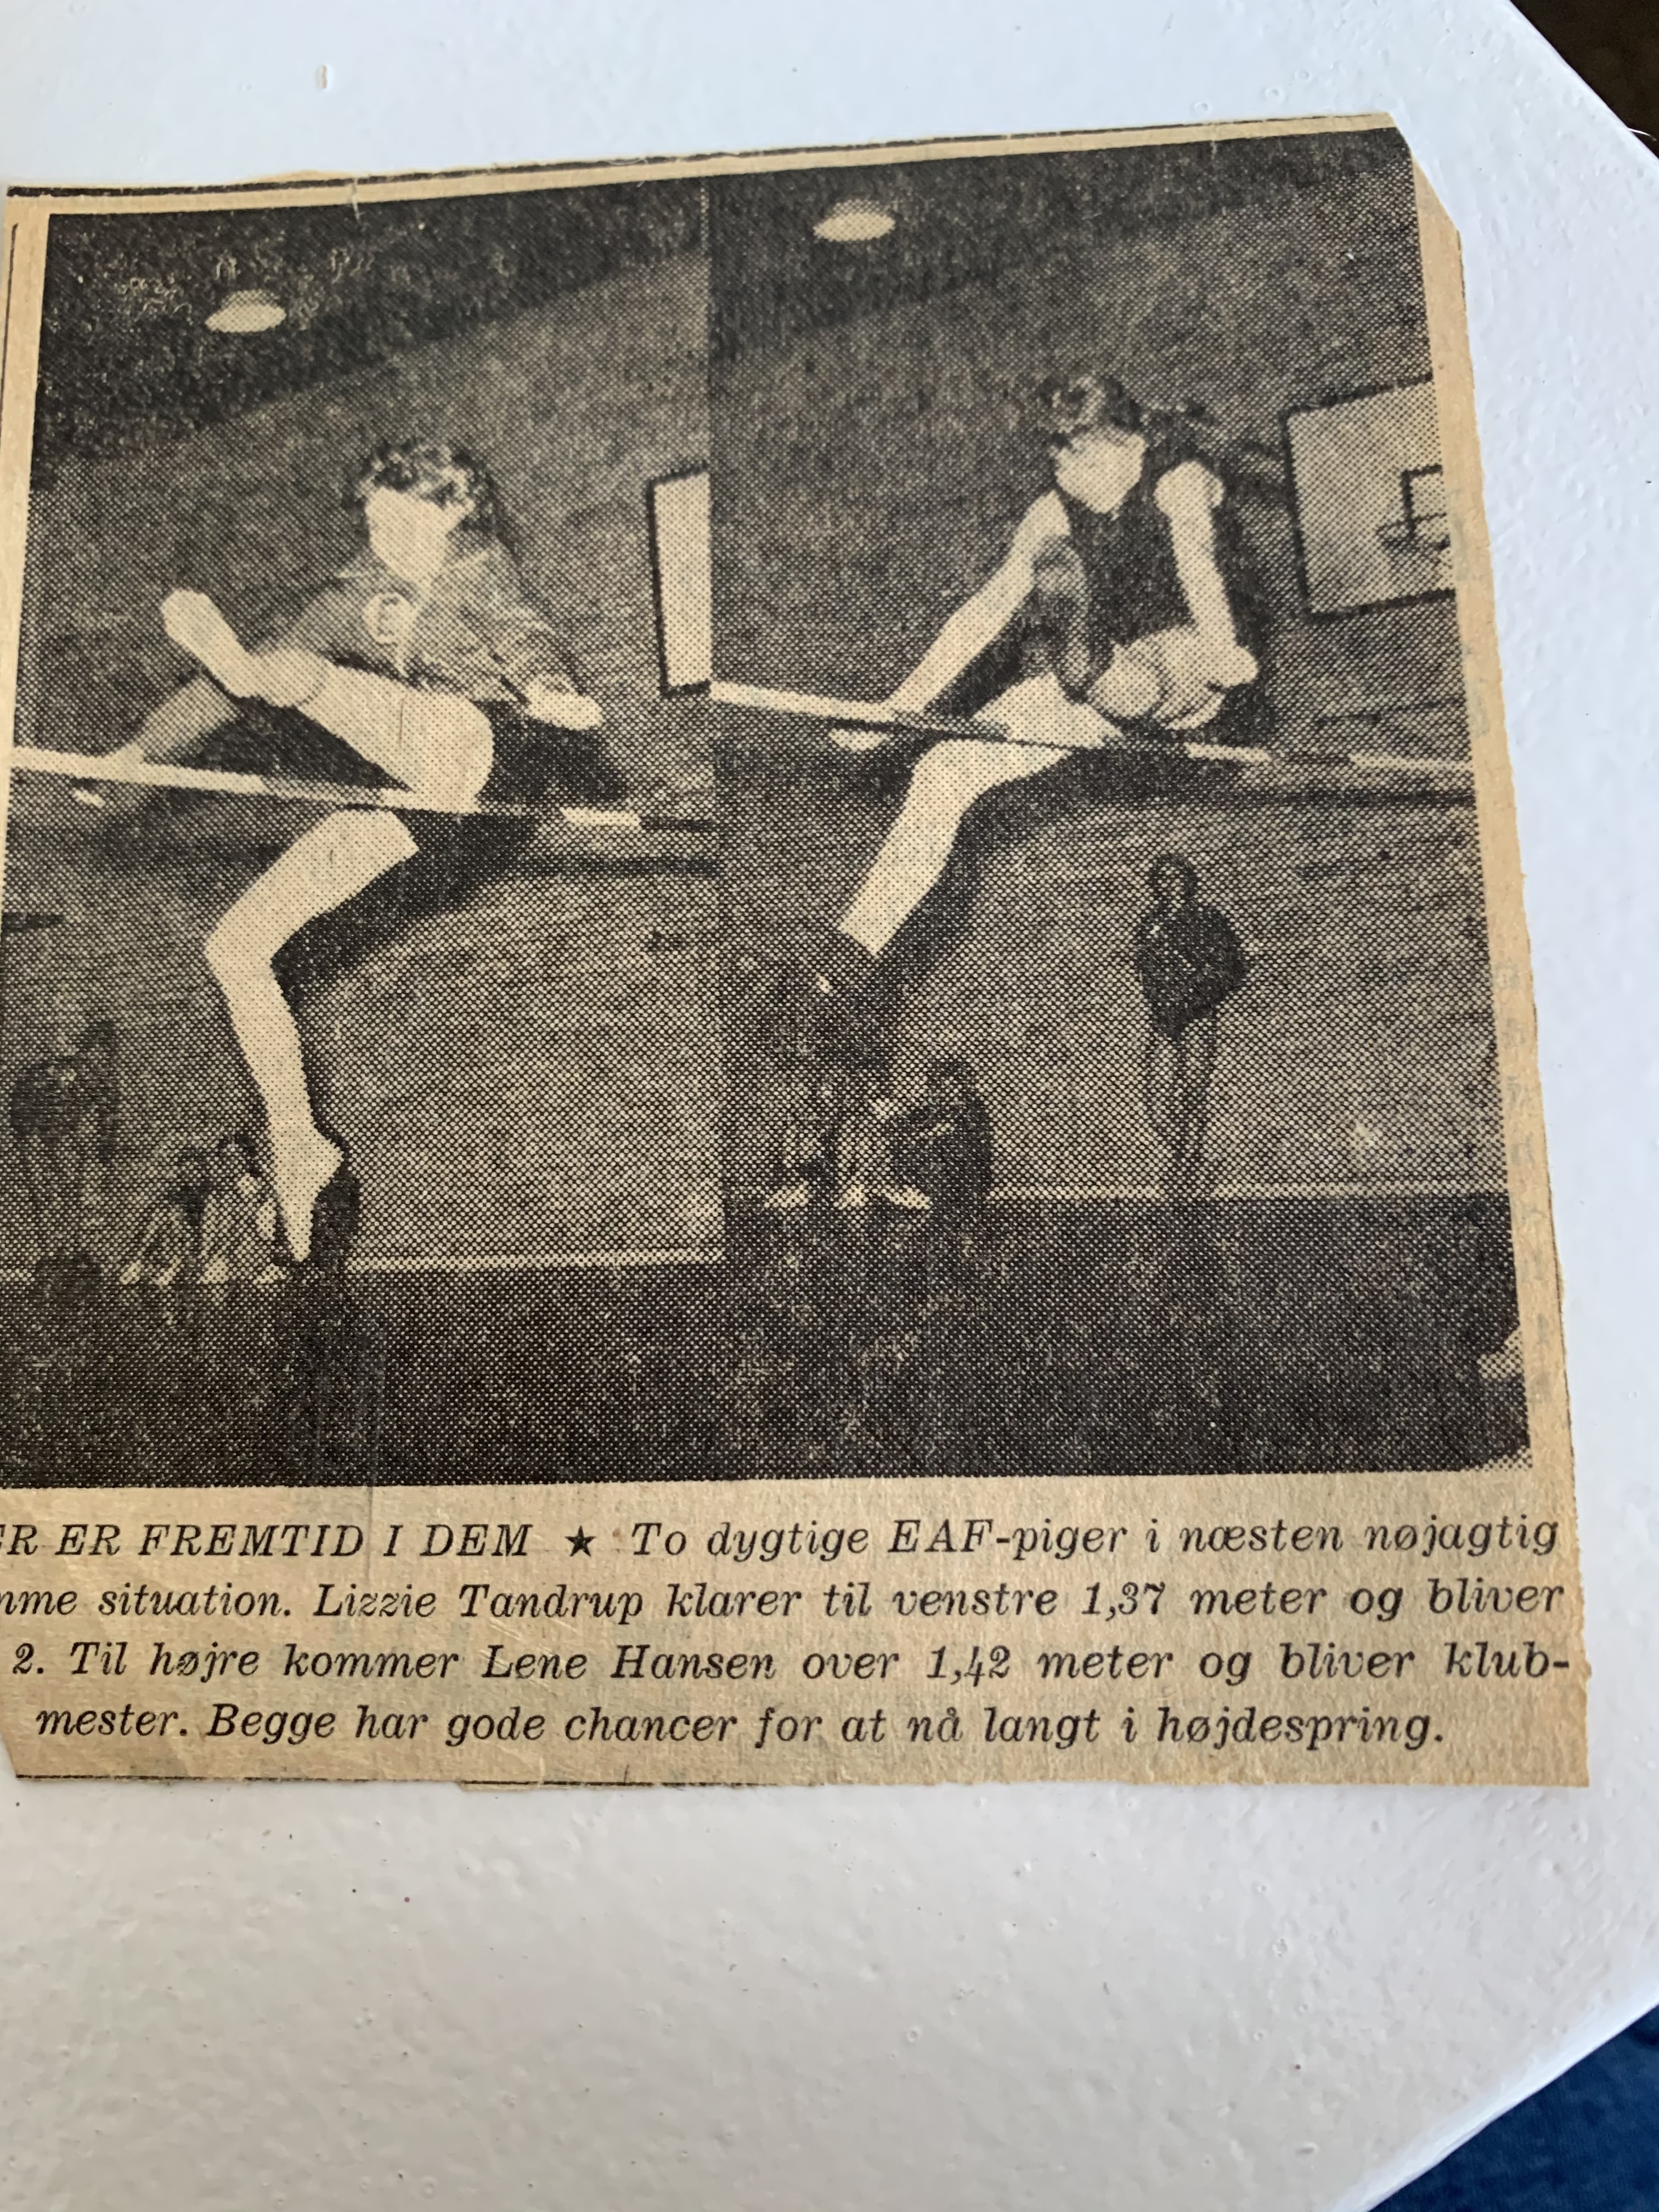 ER ER FREMTID I DEM ★ To dygtige EAF-piger i næsten nøjagtig
mme situation. Lizzie Tandrup klarer til venstre 1,37 meter og bliver
2. Til højre kommer Lene Hansen over 1,42 meter og bliver klub-
mester. Begge har gode chancer for at nå langt i højdespring.